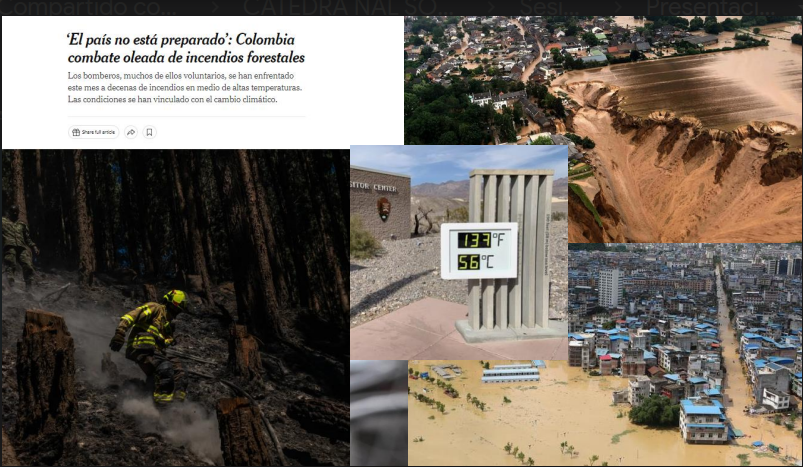 Compartido co...
CATEDRA NAL SO...
Sesi...
Presentaci...
‘El país no está preparado’: Colombia
combate oleada de incendios forestales
Los bomberos, muchos de ellos voluntarios, se han enfrentado
este mes a decenas de incendios en medio de altas temperaturas.
Las condiciones se han vinculado con el cambio climático.
Share full article
ITOR CENTER
137°F
56°C